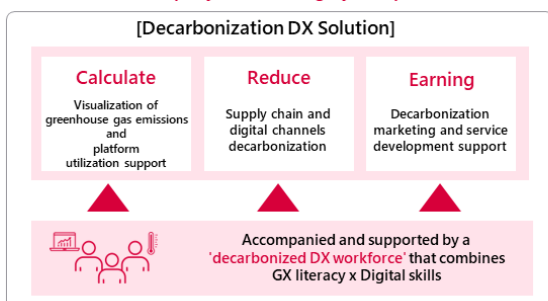 [Decarbonization DX Solution]
Calculate
Visualization of
greenhouse gas emissions
and
platform
utilization support
Reduce
Supply chain and
digital channels
decarbonization
Earning
Decarbonization
marketing and service
development support
Accompanied and supported by a
'decarbonized DX workforce' that combines
GX literacy x Digital skills